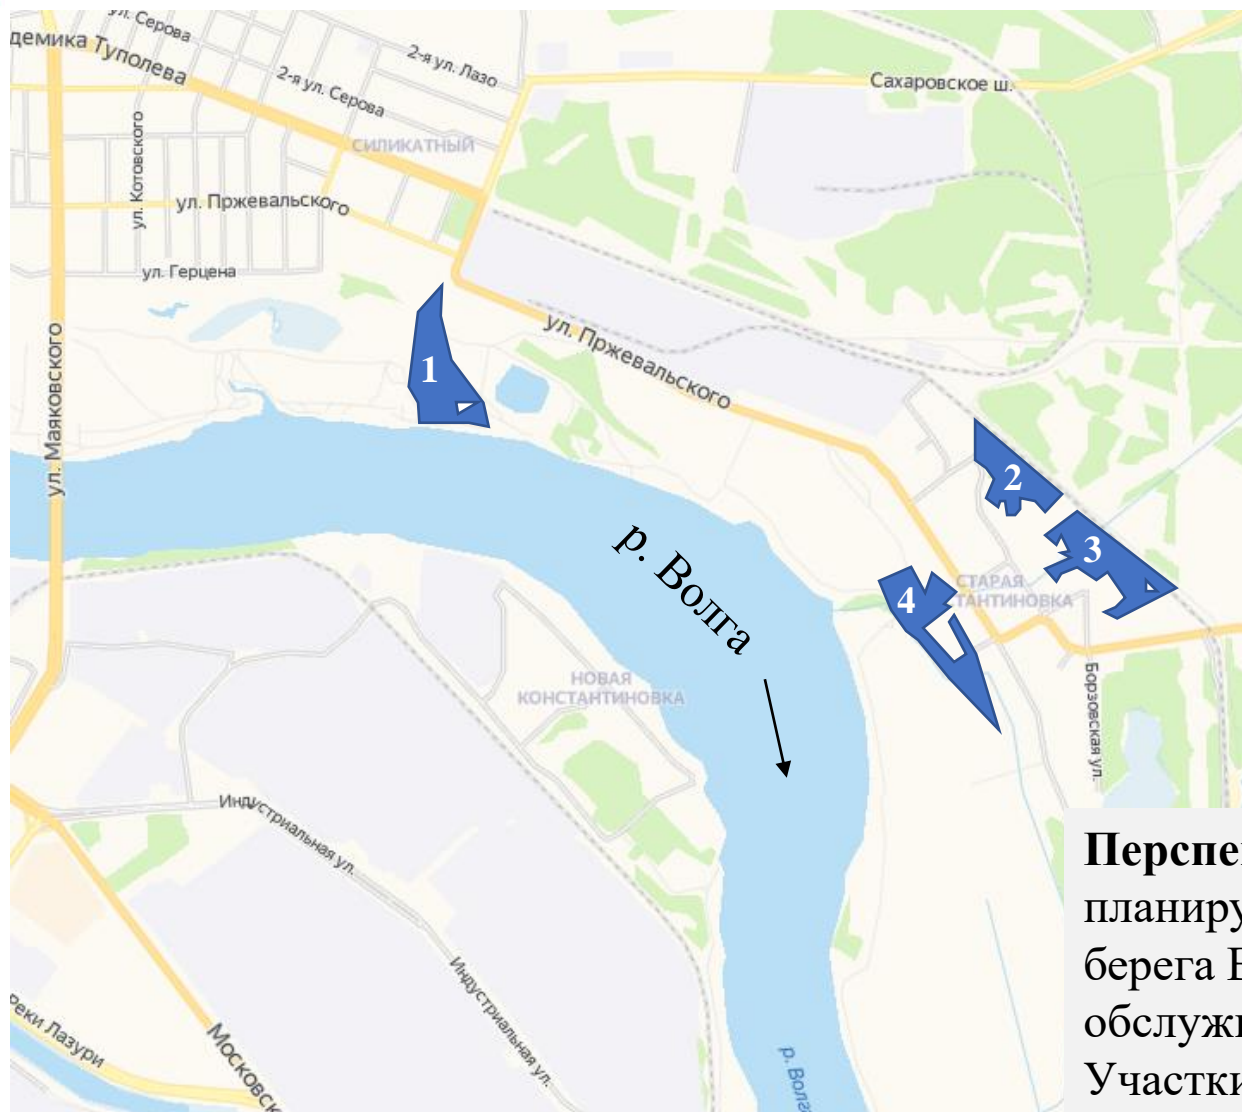 ул. Серова
демика Туполева
2-я ул. Лазо
2-я ул. Серова
Сахаровское ш.
СИЛИКАТНЫЙ
ул. Котовского
ул. Пржевальского
ул. Герцена
ул. Маяковского
ул. Пржевальского
1
2
3
4
р. Волга
СТАРАЯ
ТАНТИНОВКА
НОВАЯ
КОНСТАНТИНОВКА
Борзовская ул.
Индустриальная ул.
Индустриальная ул.
Реки Лазури
Московск
р. Волга
Перспе
планиру
берега В
обслужи
Участки